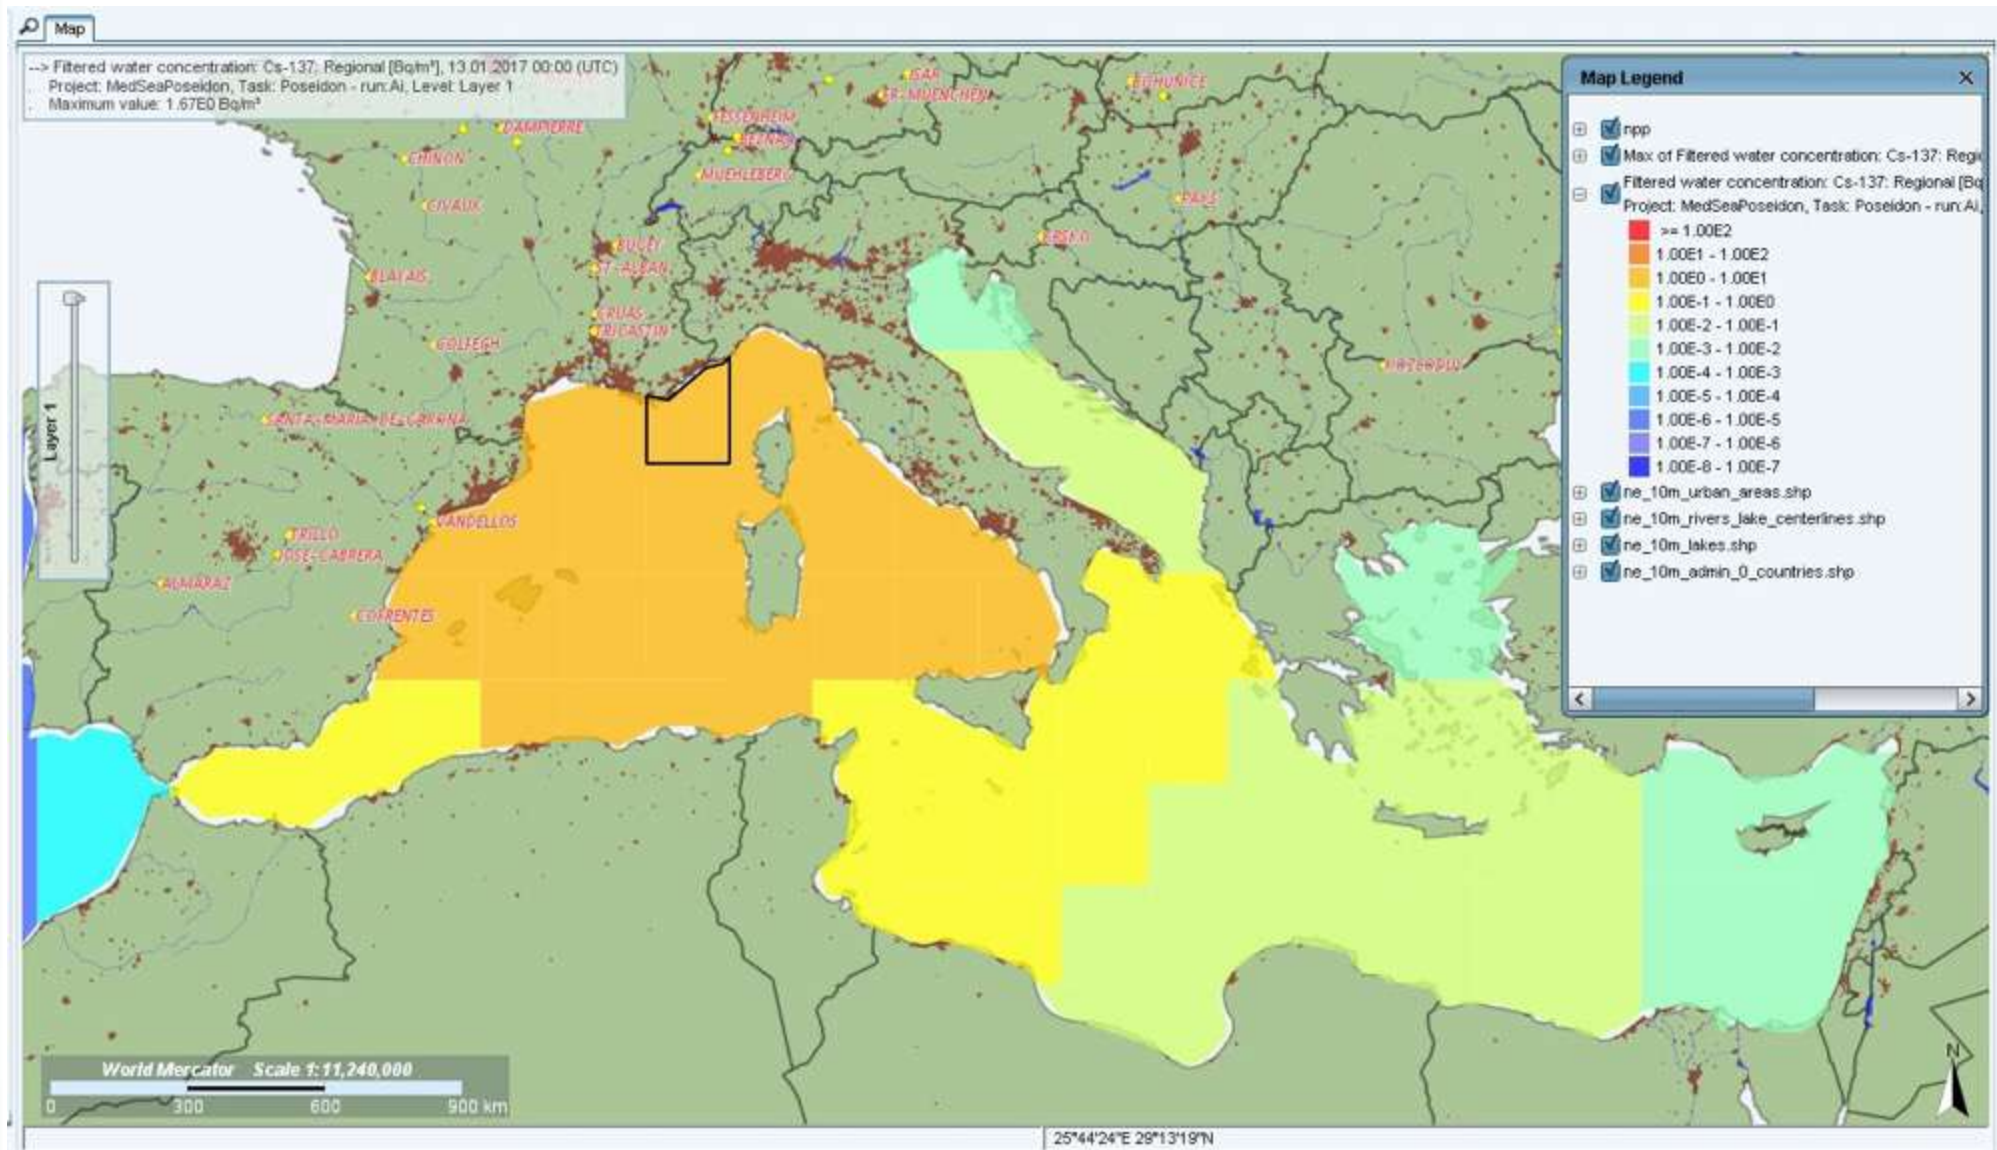 Map
--> Filtered water concentration: Cs-137: Regional [Bq/m³], 13.01.2017 00:00 (UTC)
Project: MedSeaPoseidon, Task: Poseidon - run:Ai, Level: Layer 1
Maximum value: 1.67E0 Bq/m³
ISAR
BOHUNICE
FR-MUENCHEN
FESSENHEIM
DAMPIERRE
BEZNAU
CHINON
MUEHLEBERG
CIVAUX
PAKS
KRSKO
BUGEY
ST-ALBAN
BLAYAIS
CRUAS
TRICASTIN
GOLFECH
KOZLODUY
SANTA-MARIA-DE-GARONA
VANDELLOS
TRILLO
JOSE-CABRERA
ALMARAZ
COFRENTES
Layer 1
Map Legend
npp
Max of Filtered water concentration: Cs-137: Regi
Filtered water concentration: Cs-137: Regional [Bq
Project: MedSeaPoseidon, Task: Poseidon - run:Ai,
>= 1.00E2
1.00E1 - 1.00E2
1.00E0 - 1.00E1
1.00E-1 - 1.00E0
1.00E-2 - 1.00E-1
1.00E-3 - 1.00E-2
1.00E-4 - 1.00E-3
1.00E-5 - 1.00E-4
1.00E-6 - 1.00E-5
1.00E-7 - 1.00E-6
1.00E-8 - 1.00E-7
ne_10m_urban_areas.shp
ne_10m_rivers_lake_centerlines.shp
ne_10m_lakes.shp
ne_10m_admin_0_countries.shp
World Mercator Scale 1:11,240,000
0 300 600 900 km
N
25°44'24"E 29°13'19"N